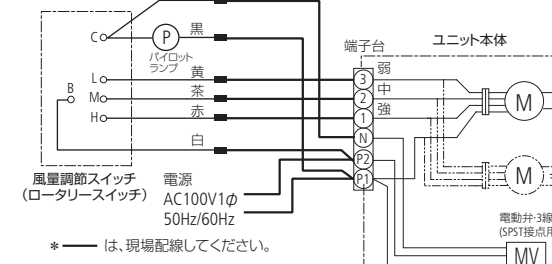 C
P
黒
パイロット
ランプ
端子台
ユニット本体
L
黄
3
弱
B
M
茶
2
中
M
H
赤
1
強
白
N
P2
P1
M
風量調節スイッチ
(ロータリースイッチ)
電源
AC100V1φ
50Hz/60Hz
電動弁·3線
(SPST接点用
MV
* は、現場配線してください。